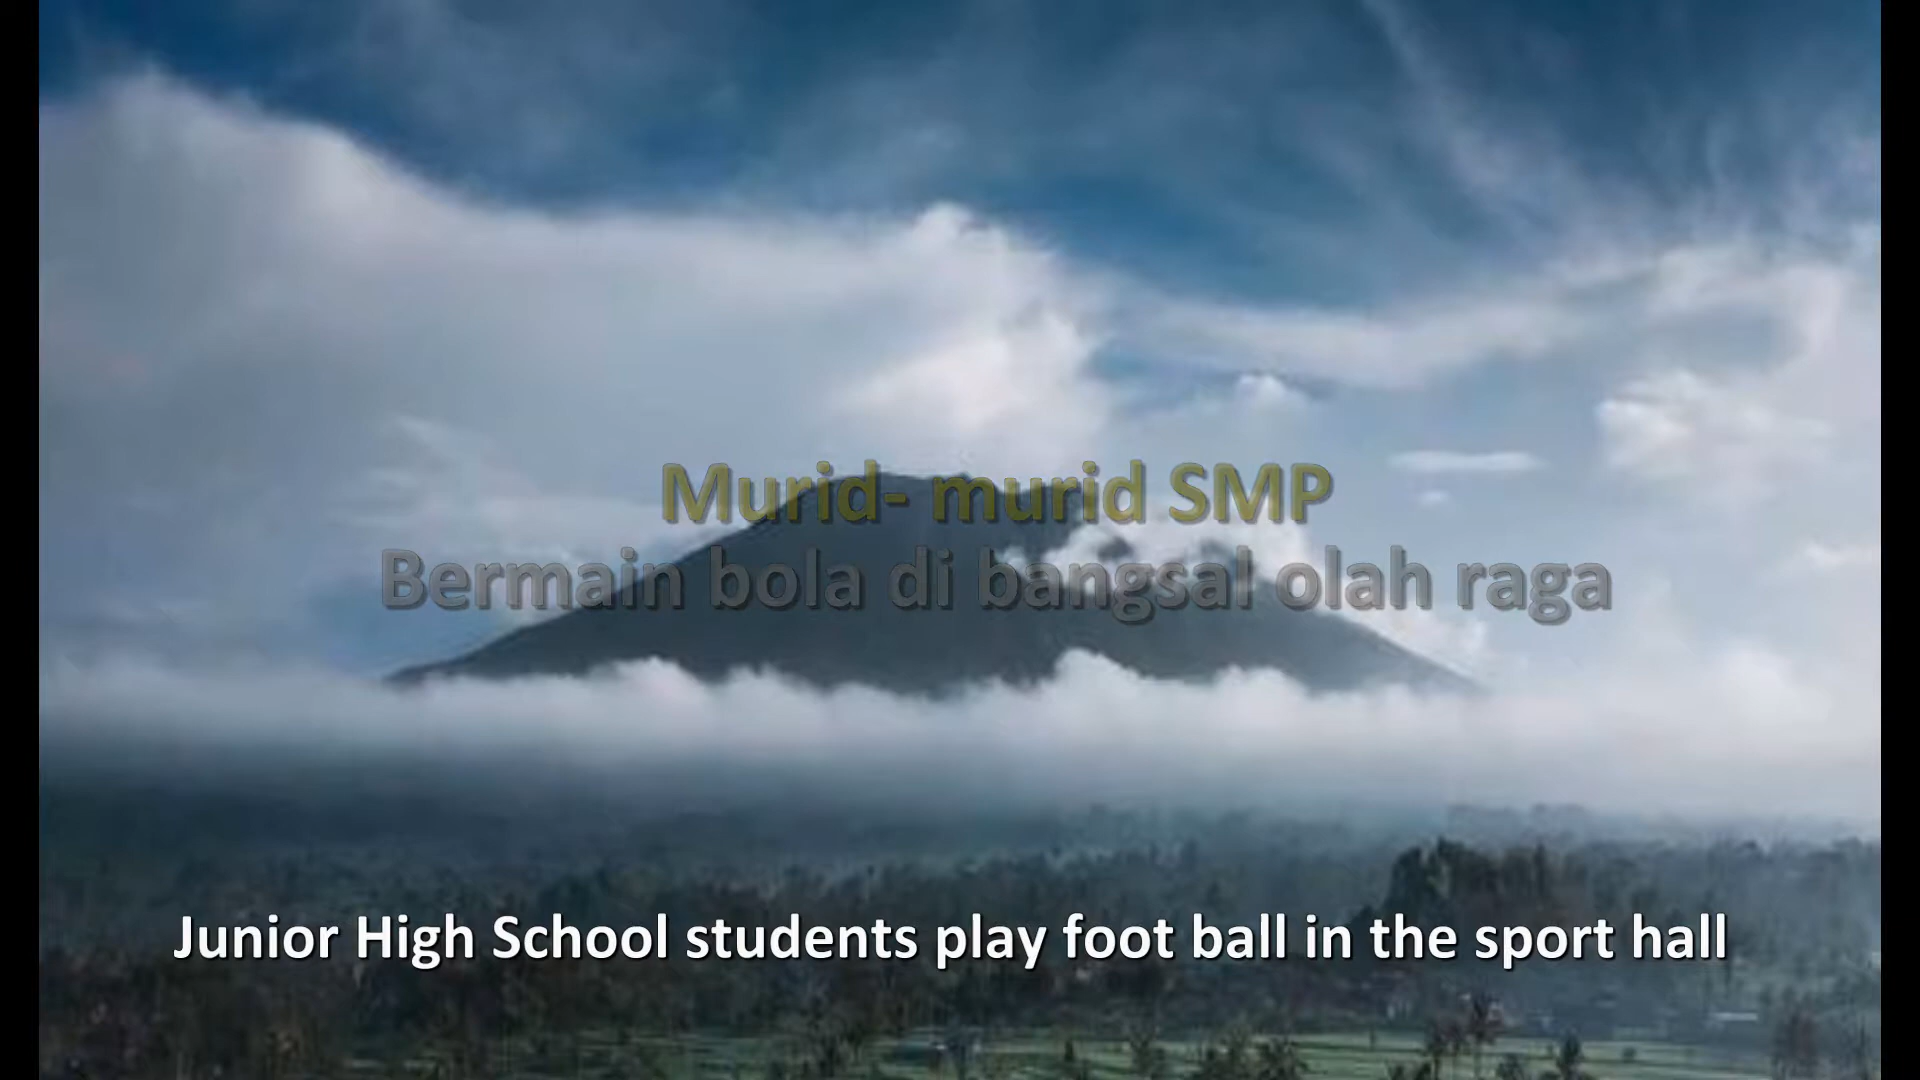 Murid- murid SMP
Bermain bola di bangsal olah raga
Junior High School students play foot ball in the sport hall